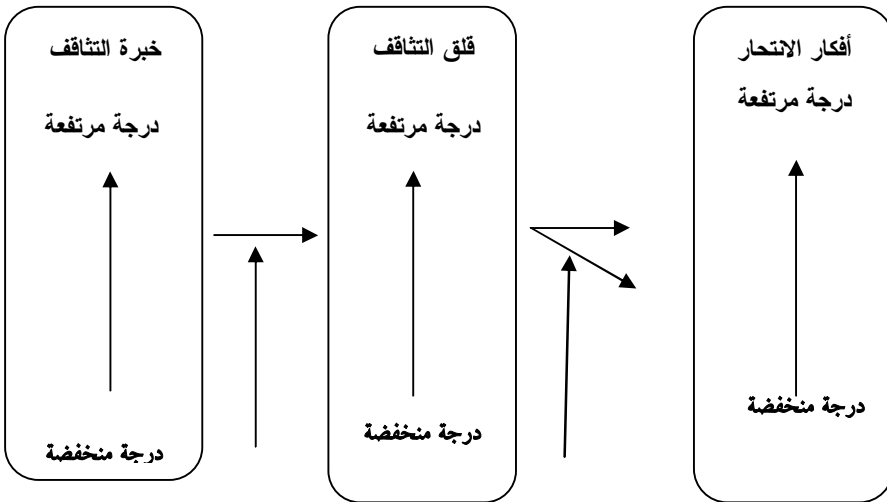 خبرة التثاقف
درجة مرتفعة
درجة منخفضة
قلق التثاقف
درجة مرتفعة
درجة منخفضة
أفكار الانتحار
درجة مرتفعة
درجة منخفضة